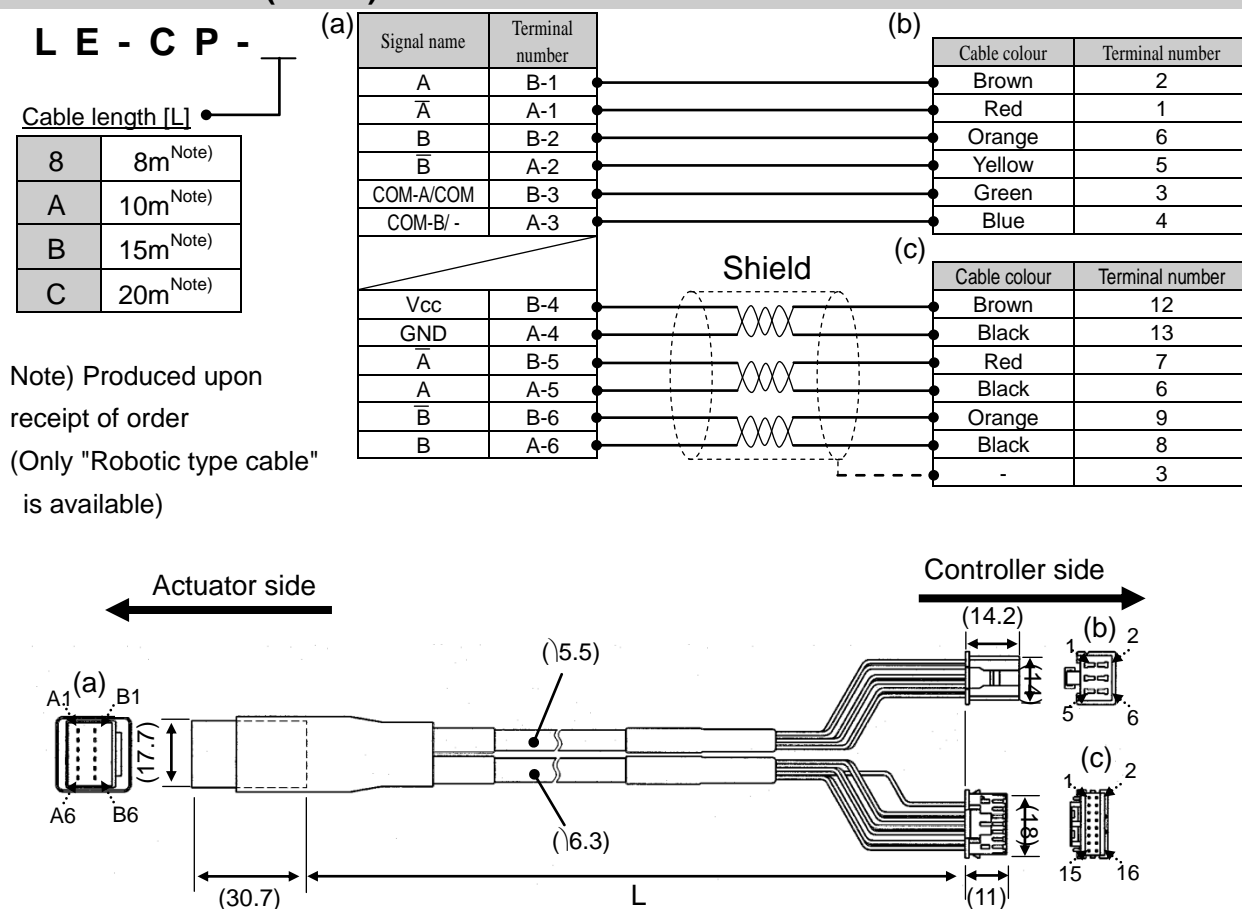 L E - C P -
Cable length [L]
8 8m Note)
A 10m Note)
B 15m Note)
C 20m Note)
Note) Produced upon
receipt of order
(Only "Robotic type cable"
is available)
(a)
Signal name Terminal number
A B-1
A̅ A-1
B B-2
B̅ A-2
COM-A/COM B-3
COM-B/ - A-3
Vcc B-4
GND A-4
A̅ B-5
A A-5
B̅ B-6
B A-6
Shield
(b)
Cable colour Terminal number
Brown 2
Red 1
Orange 6
Yellow 5
Green 3
Blue 4
(c)
Cable colour Terminal number
Brown 12
Black 13
Red 7
Black 6
Orange 9
Black 8
- 3
Actuator side
Controller side
(a)
A1 B1
A6 B6
(17.7)
(30.7)
(⎞5.5)
(⎞6.3)
L
(14.2)
(14)
(18)
(11)
(b)
1 2
5 6
(c)
1 2
15 16